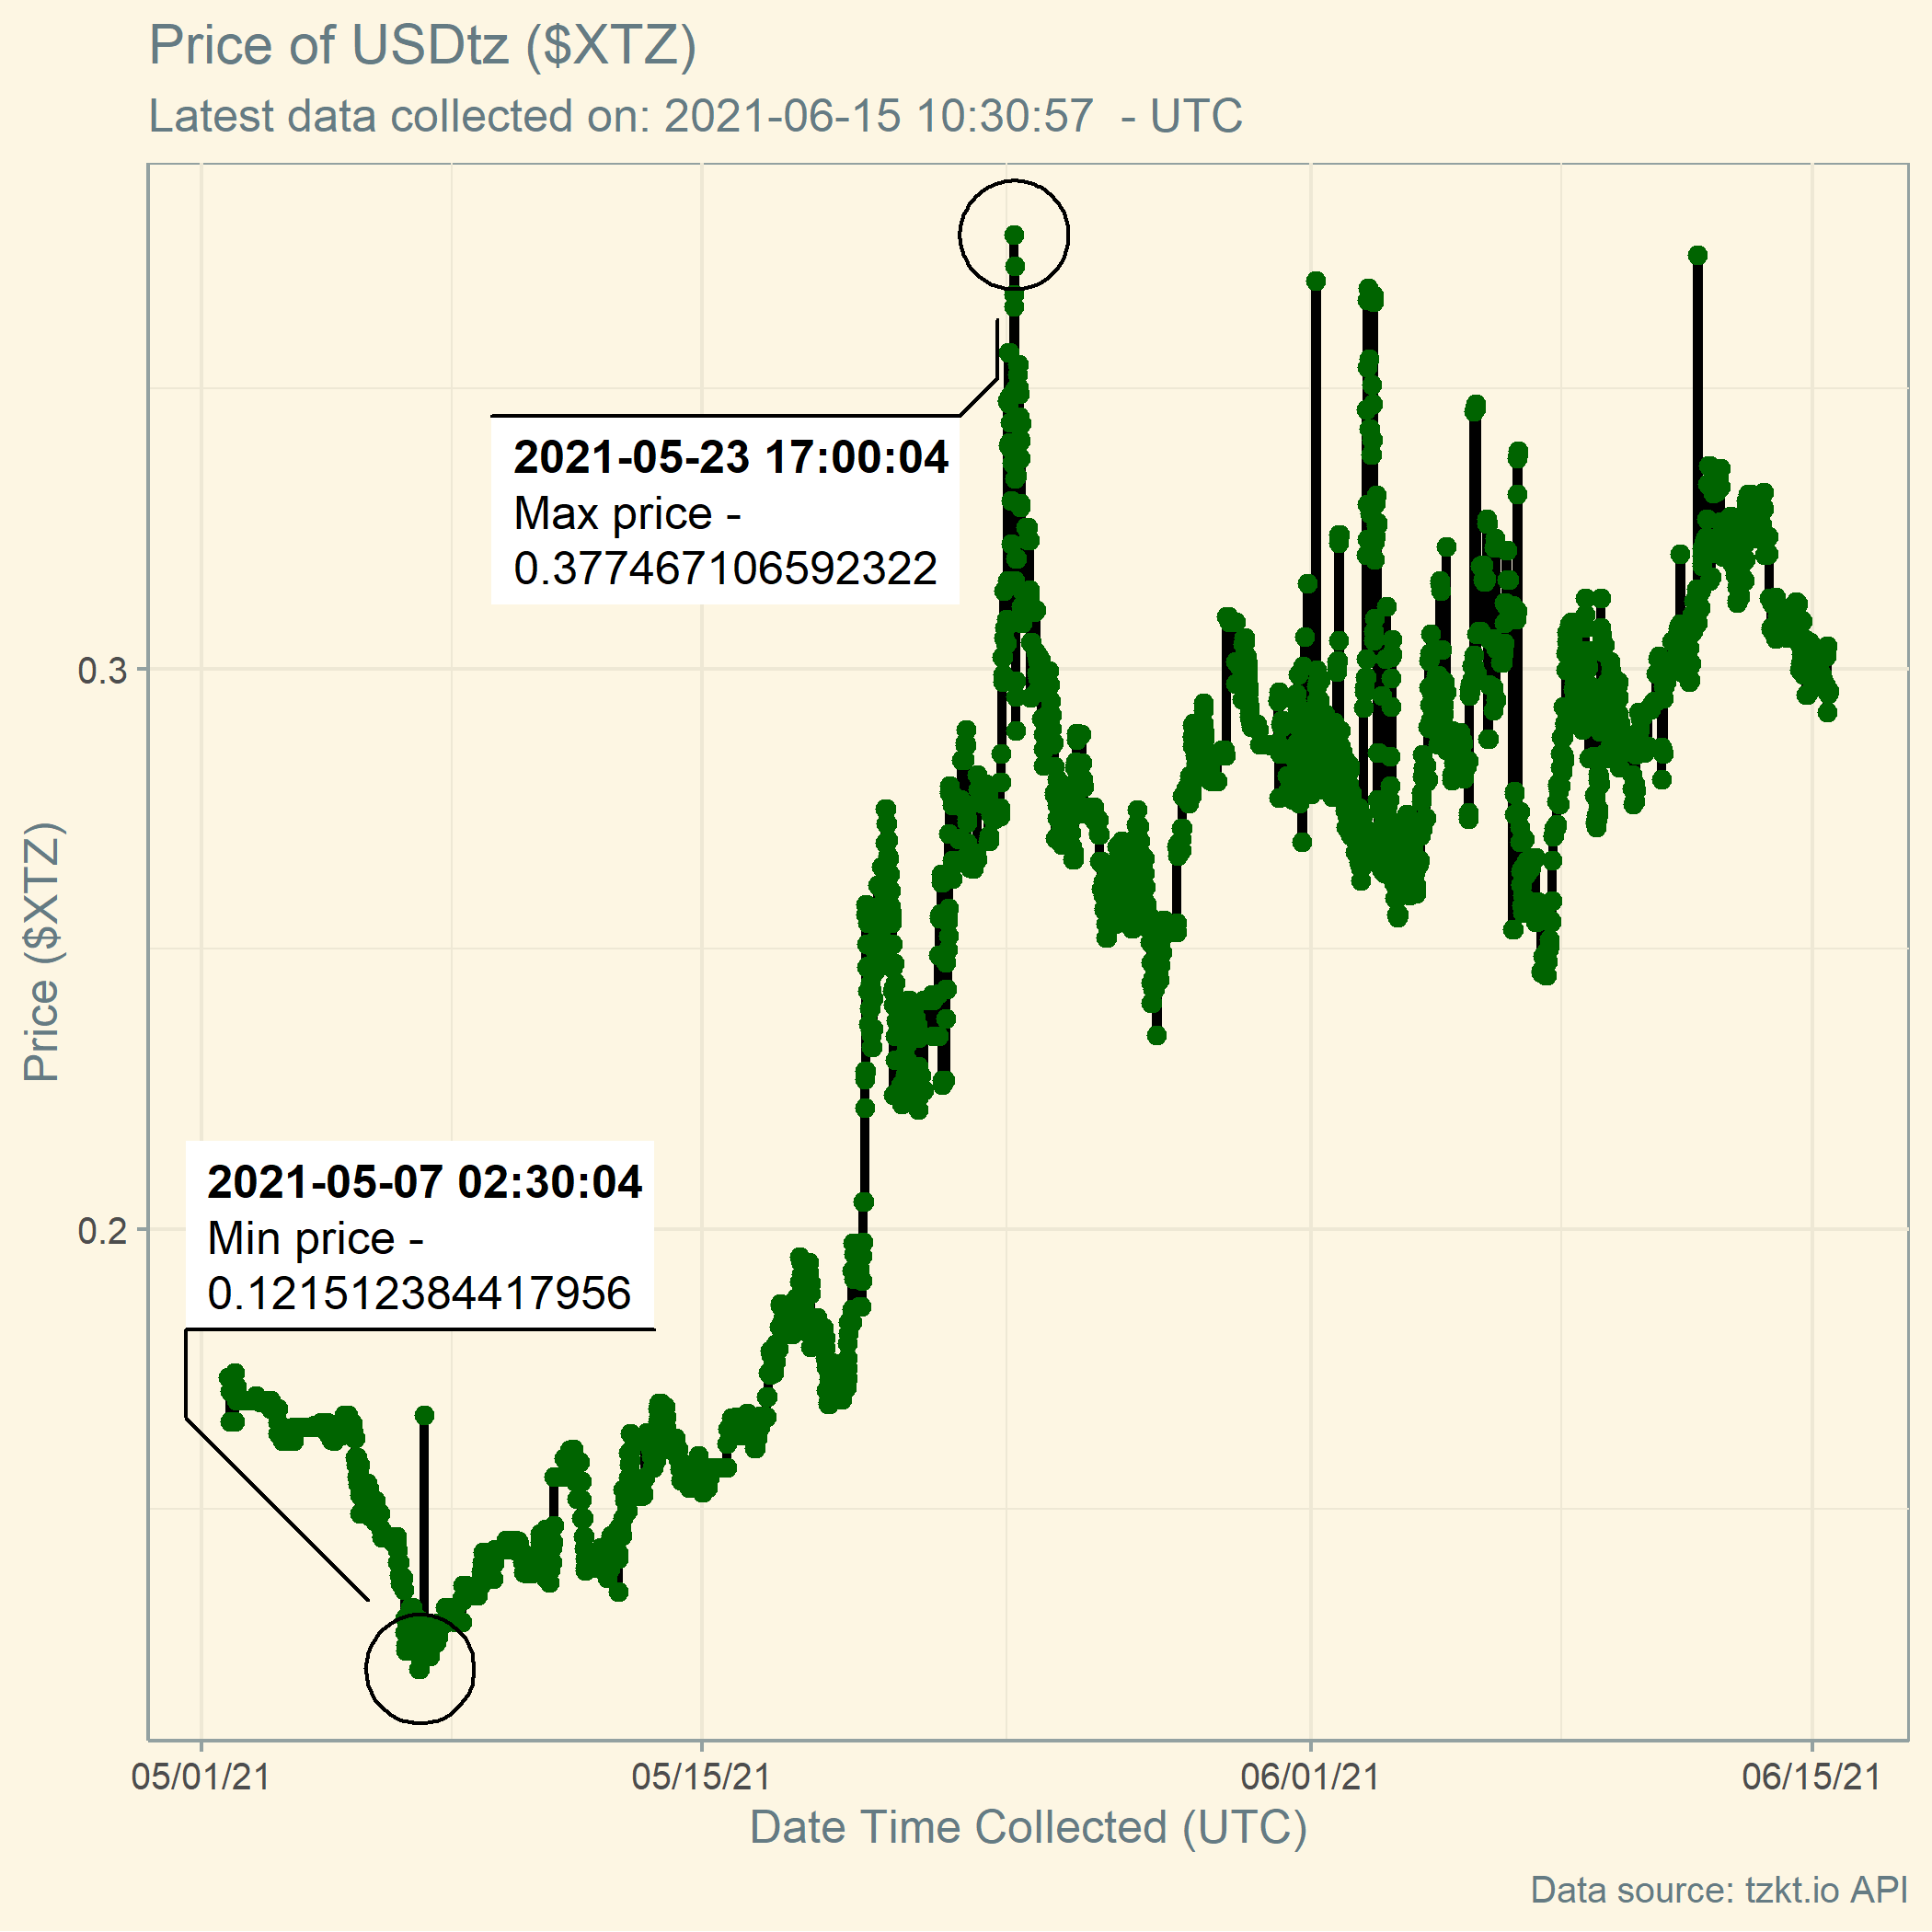 Price of USDtz ($XTZ)
Latest data collected on: 2021-06-15 10:30:57  - UTC
2021-05-23 17:00:04
Max price -
0.377467106592322
0.3
Price ($XTZ)
2021-05-07 02:30:04
Min price -
0.121512384417956
0.2
05/01/21 05/15/21 06/01/21 06/15/21
Date Time Collected (UTC)
Data source: tzkt.io API